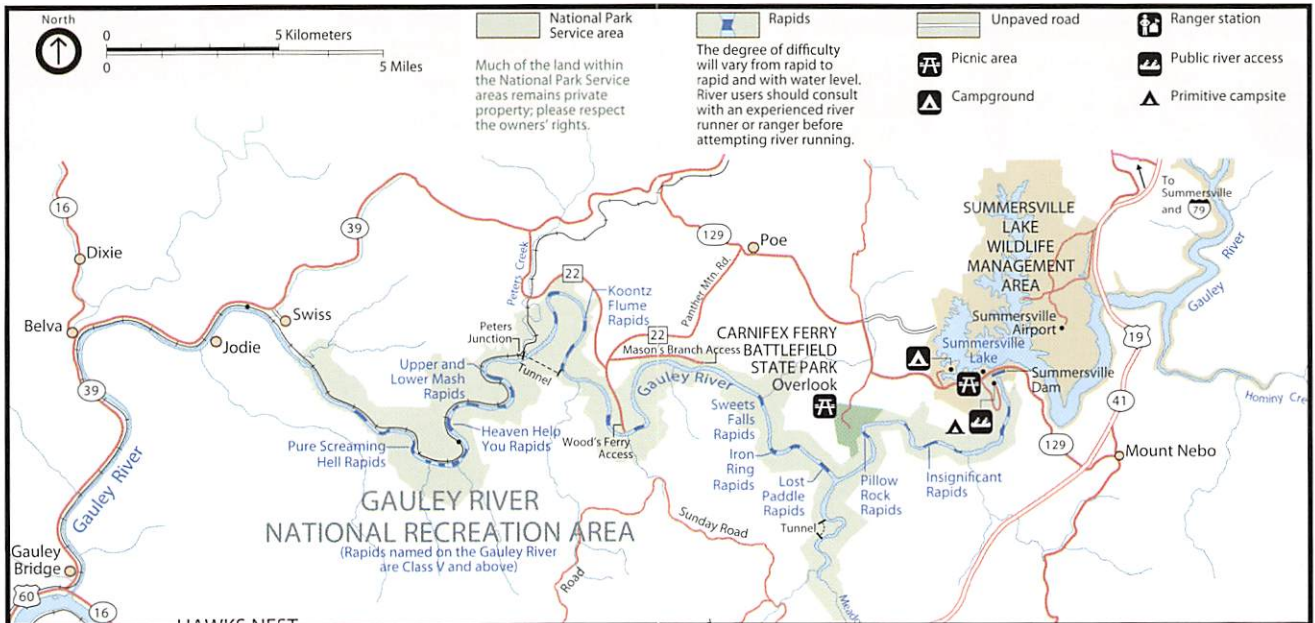 North
0 5 Kilometers
0 5 Miles
National Park
Service area
Much of the land within
the National Park Service
areas remains private
property; please respect
the owners' rights.
Rapids
The degree of difficulty
will vary from rapid to
rapid and with water level.
River users should consult
with an experienced river
runner or ranger before
attempting river running.
Unpaved road
Picnic area
Campground
Ranger station
Public river access
Primitive campsite
16
Dixie
39
Belva
Swiss
Jodie
39
Gauley River
Gauley
Bridge
60
16
HAWKS NEST
Peters Creek
22
Koontz
Flume
Rapids
Peters
Junction
Tunnel
Upper and
Lower Mash
Rapids
Heaven Help
You Rapids
Pure Screaming
Hell Rapids
Wood's Ferry
Access
GAULEY RIVER
NATIONAL RECREATION AREA
(Rapids named on the Gauley River
are Class V and above)
129
Poe
Panther Mtn. Rd.
22
Mason's Branch Access
Gauley River
CARNIFEX FERRY
BATTLEFIELD
STATE PARK
Overlook
Sweets
Falls
Rapids
Iron
Ring
Rapids
Lost
Paddle
Rapids
Pillow
Rock
Rapids
Insignificant
Rapids
Tunnel
Sunday Road
Road
SUMMERSVILLE
LAKE
WILDLIFE
MANAGEMENT
AREA
Summersville
Airport
Summersville
Lake
Summersville
Dam
To
Summersville
and 79
Gauley River
19
41
129
Mount Nebo
Hominy Cre
Meado